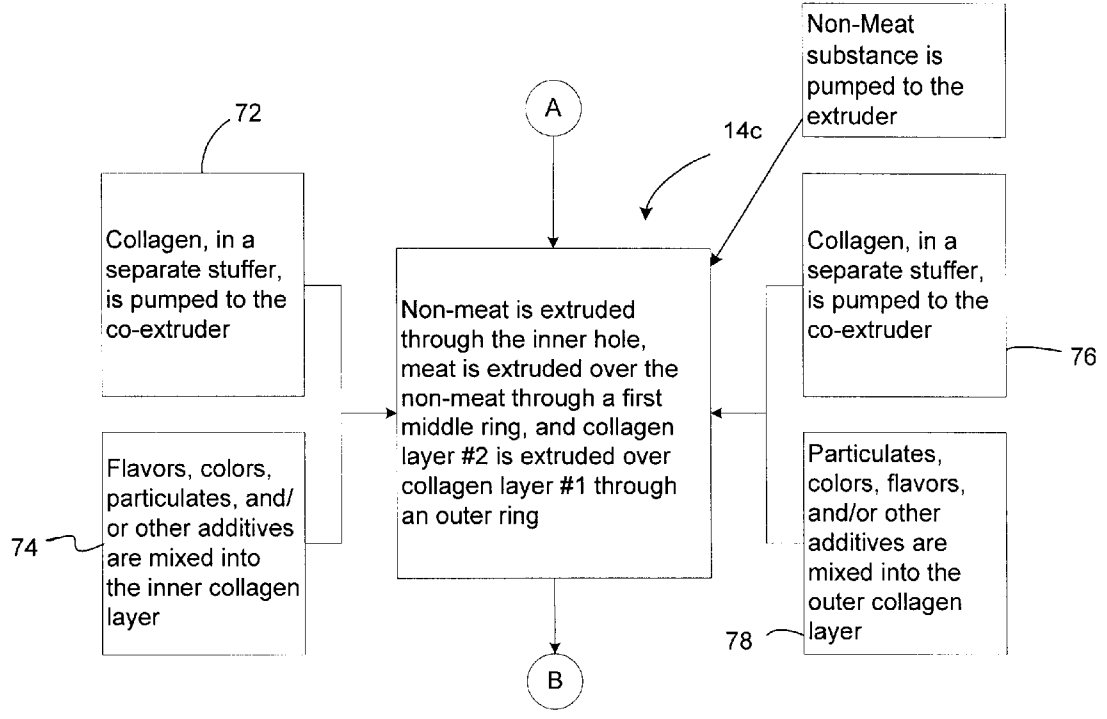 Non-Meat
substance is
pumped to the
extruder
A
72
14c
Collagen, in a
separate stuffer,
is pumped to the
co-extruder
Non-meat is extruded
through the inner hole,
meat is extruded over the
non-meat through a first
middle ring, and collagen
layer #2 is extruded over
collagen layer #1 through
an outer ring
Collagen, in a
separate stuffer,
is pumped to the
co-extruder
76
Flavors, colors,
particulates, and/
or other additives
are mixed into
the inner collagen
layer
74
Particulates,
colors, flavors,
and/or other
additives are
mixed into the
outer collagen
layer
78
B